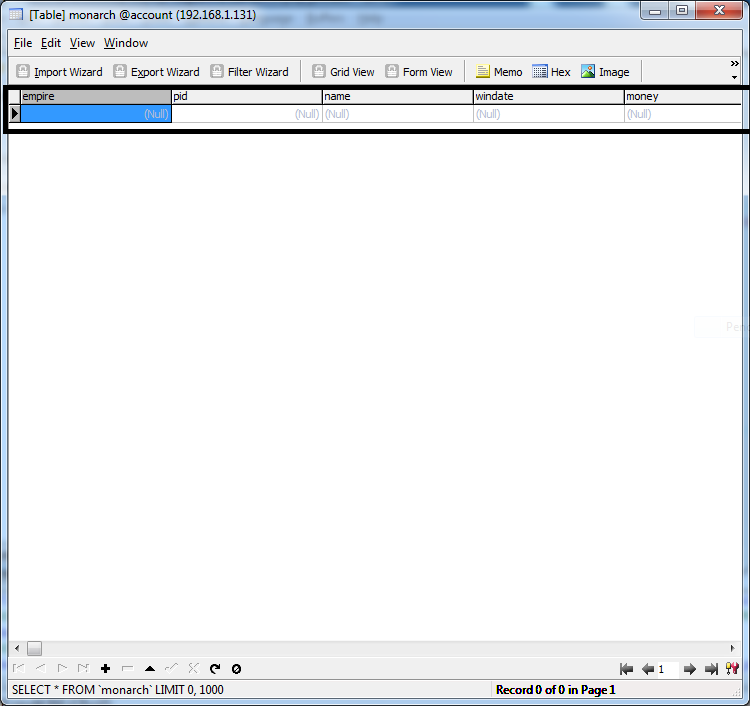 [Table] monarch @account (192.168.1.131)
File Edit View Window
Import Wizard Export Wizard Filter Wizard Grid View Form View Memo Hex Image
empire pid name windate money
(Null) (Null) (Null) (Null) (Null)
1
SELECT * FROM `monarch` LIMIT 0, 1000 Record 0 of 0 in Page 1